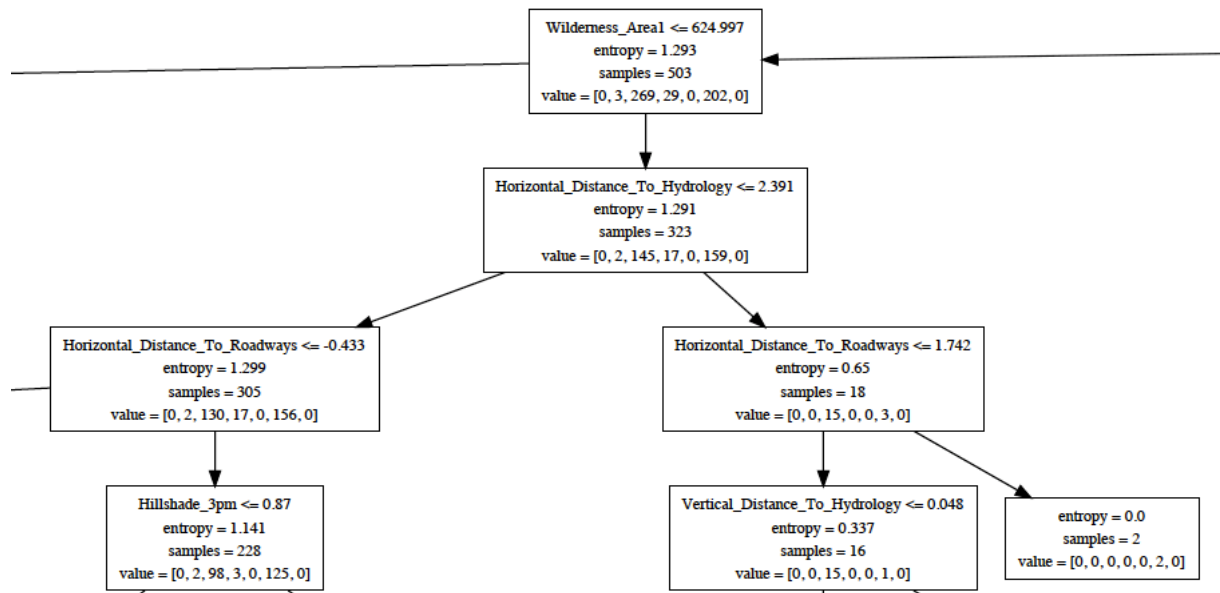 Wilderness_Area1 <= 624.997
entropy = 1.293
samples = 503
value = [0, 3, 269, 29, 0, 202, 0]
Horizontal_Distance_To_Hydrology <= 2.391
entropy = 1.291
samples = 323
value = [0, 2, 145, 17, 0, 159, 0]
Horizontal_Distance_To_Roadways <= -0.433
entropy = 1.299
samples = 305
value = [0, 2, 130, 17, 0, 156, 0]
Horizontal_Distance_To_Roadways <= 1.742
entropy = 0.65
samples = 18
value = [0, 0, 15, 0, 0, 3, 0]
Hillshade_3pm <= 0.87
entropy = 1.141
samples = 228
value = [0, 2, 98, 3, 0, 125, 0]
Vertical_Distance_To_Hydrology <= 0.048
entropy = 0.337
samples = 16
value = [0, 0, 15, 0, 0, 1, 0]
entropy = 0.0
samples = 2
value = [0, 0, 0, 0, 0, 2, 0]